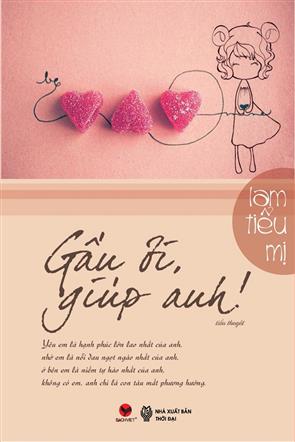 be
Lam
Tiểu
Mị
Gấu ơi,
giúp anh!
tiểu thuyết
Yêu em là hạnh phúc lớn lao nhất của anh,
nhớ em là nỗi đau ngọt ngào nhất của anh,
ở bên em là niềm tự hào nhất của anh,
không có em, anh chỉ là con tàu mất phương hướng.
SACHVIET
NHÀ XUẤT BẢN
THỜI ĐẠI